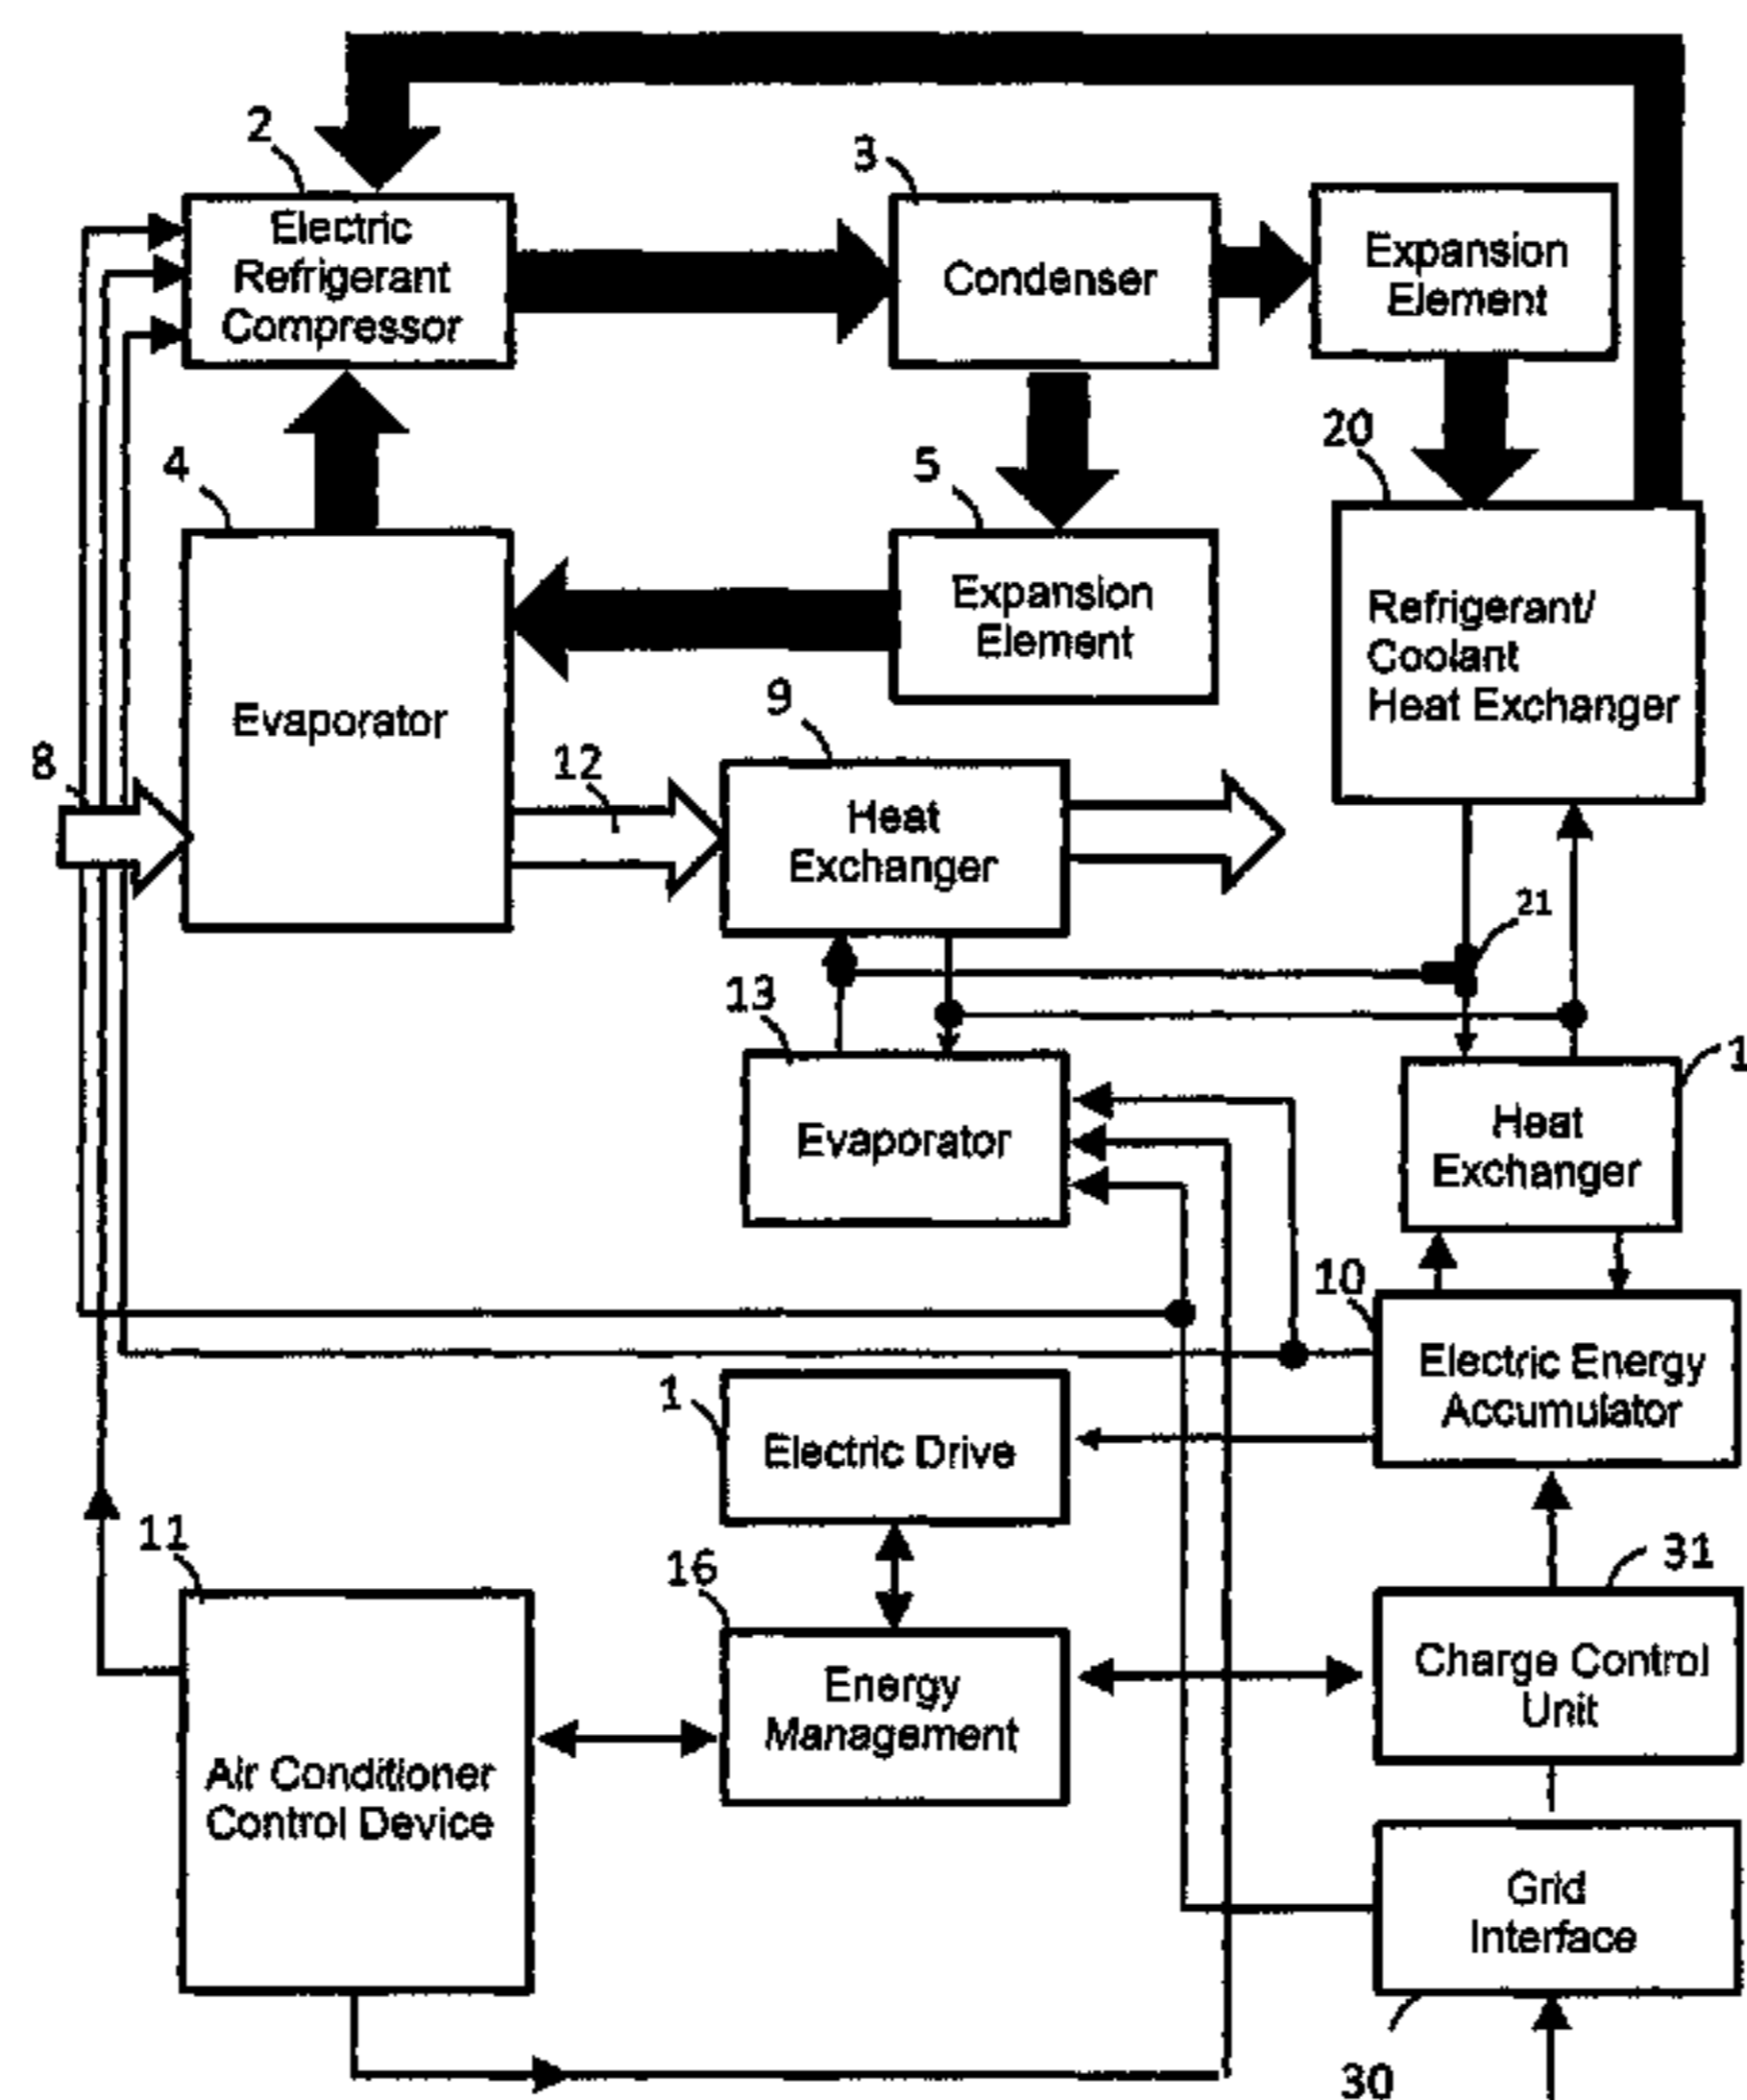 2
Electric
Refrigerant
Compressor
3
Condenser
Expansion
Element
4
Evaporator
5
Expansion
Element
20
Refrigerant/
Coolant
Heat Exchanger
8
12
9
Heat
Exchanger
21
13
Evaporator
1
Heat
Exchanger
10
Electric Energy
Accumulator
1
Electric Drive
11
Air Conditioner
Control Device
16
Energy
Management
31
Charge Control
Unit
Grid
Interface
30